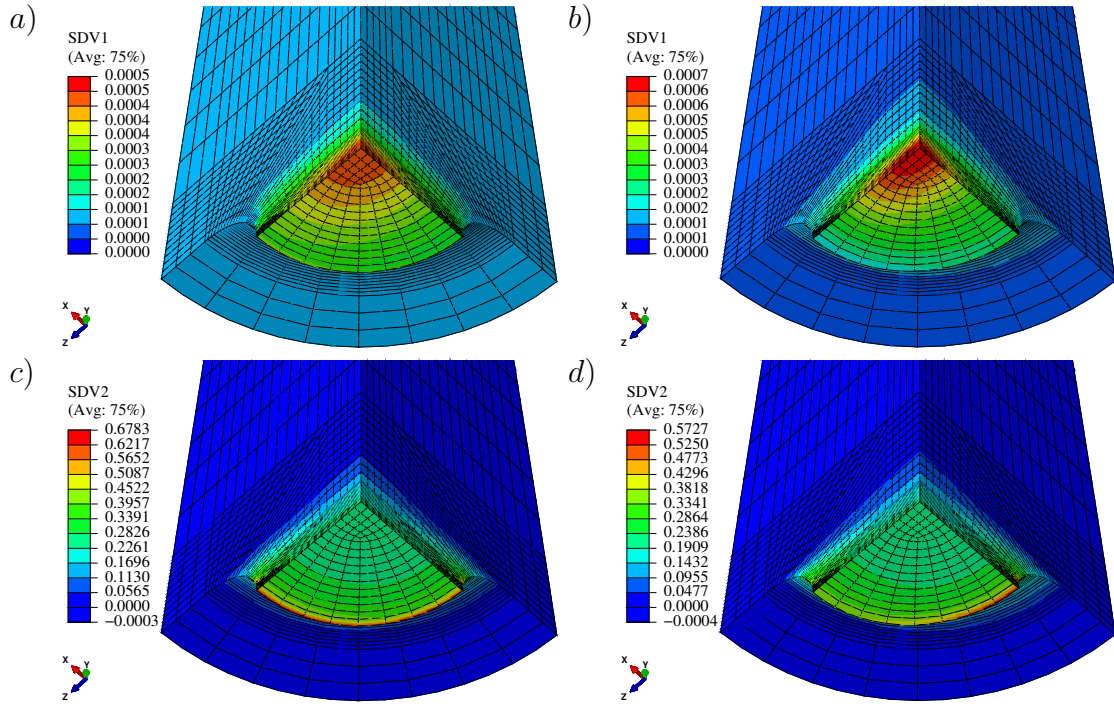 a)
SDV1
(Avg: 75%)
0.0005
0.0005
0.0004
0.0004
0.0004
0.0003
0.0003
0.0002
0.0002
0.0001
0.0001
0.0000
0.0000
X
Y
Z
b)
SDV1
(Avg: 75%)
0.0007
0.0006
0.0006
0.0005
0.0005
0.0004
0.0003
0.0003
0.0002
0.0002
0.0001
0.0001
0.0000
X
Y
Z
c)
SDV2
(Avg: 75%)
0.6783
0.6217
0.5652
0.5087
0.4522
0.3957
0.3391
0.2826
0.2261
0.1696
0.1130
0.0565
0.0000
−0.0003
X
Y
Z
d)
SDV2
(Avg: 75%)
0.5727
0.5250
0.4773
0.4296
0.3818
0.3341
0.2864
0.2386
0.1909
0.1432
0.0955
0.0477
0.0000
−0.0004
X
Y
Z